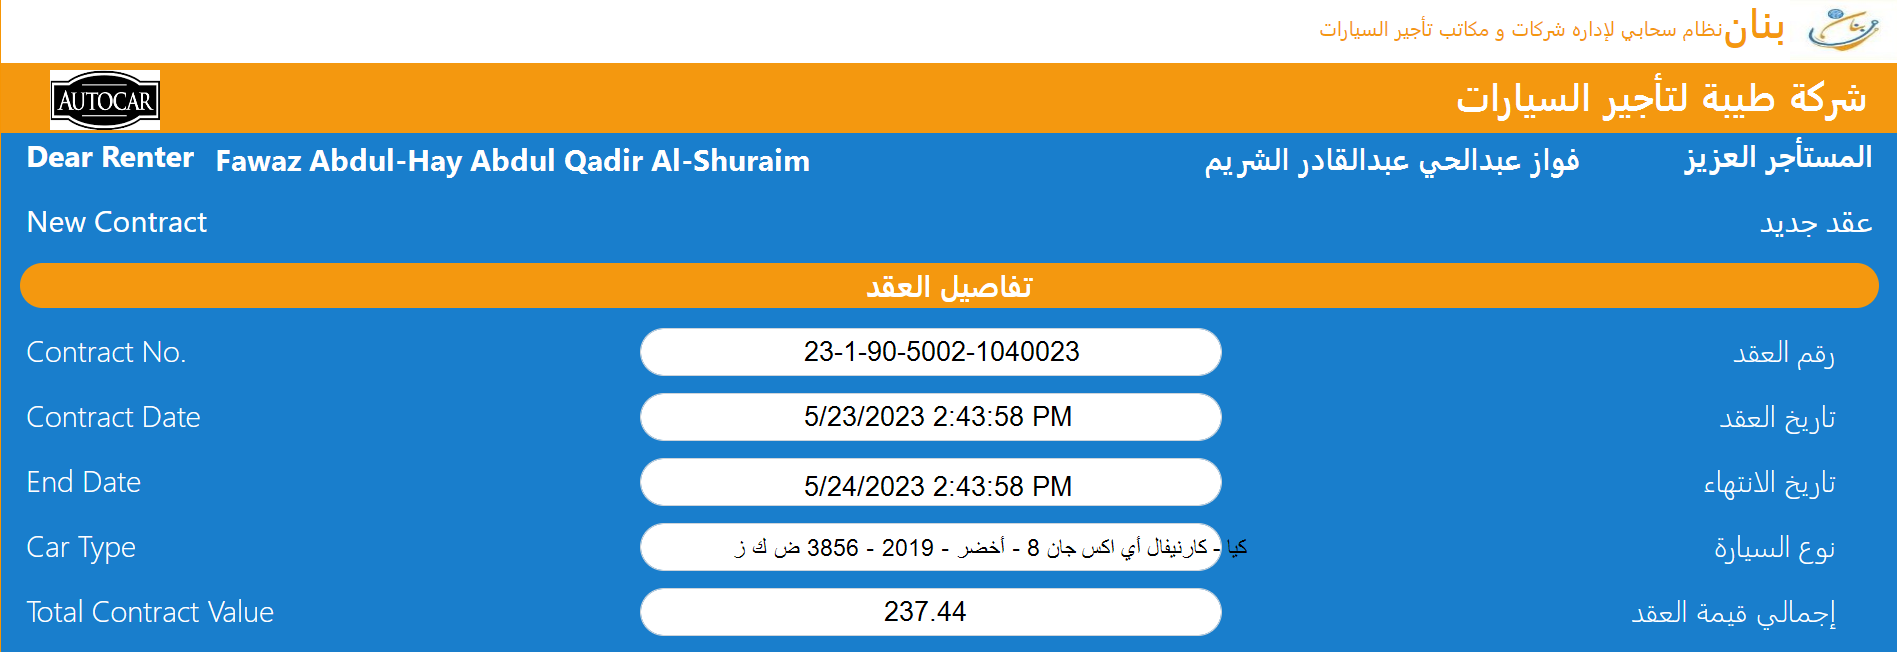 بنان نظام سحابي لإداره شركات و مكاتب تأجير السيارات
بنان
شركة طيبة لتأجير السيارات
AUTOCAR
المستأجر العزيز فواز عبدالحي عبدالقادر الشريم
Dear Renter Fawaz Abdul-Hay Abdul Qadir Al-Shuraim
عقد جديد
New Contract
تفاصيل العقد
Contract No. 23-1-90-5002-1040023 رقم العقد
Contract Date 5/23/2023 2:43:58 PM تاريخ العقد
End Date 5/24/2023 2:43:58 PM تاريخ الانتهاء
Car Type كيا - كارنيفال أي اكس جان 8 - أخضر - 2019 - 3856 ض ك ز نوع السيارة
Total Contract Value 237.44 إجمالي قيمة العقد